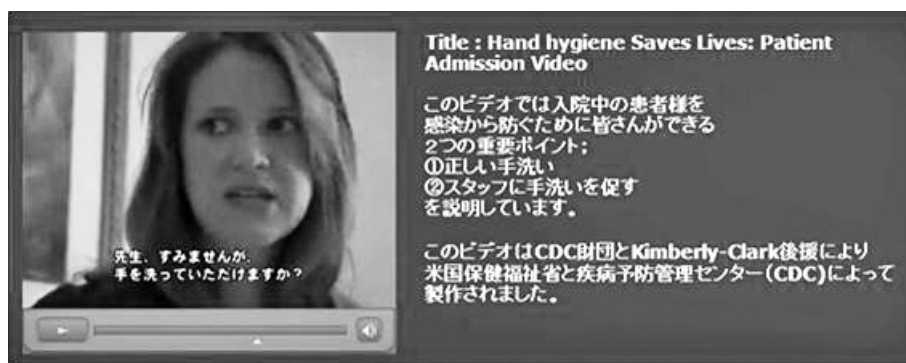 Title : Hand hygiene Saves Lives: Patient
Admission Video
このビデオでは入院中の患者様を
感染から防ぐために皆さんができる
2つの重要ポイント；
①正しい手洗い
②スタッフに手洗いを促す
を説明しています。
このビデオはCDC財団とKimberly-Clark後援により
米国保健福祉省と疾病予防管理センター（CDC)によって
製作されました。
先生、すみませんが、
手を洗っていただけますか？